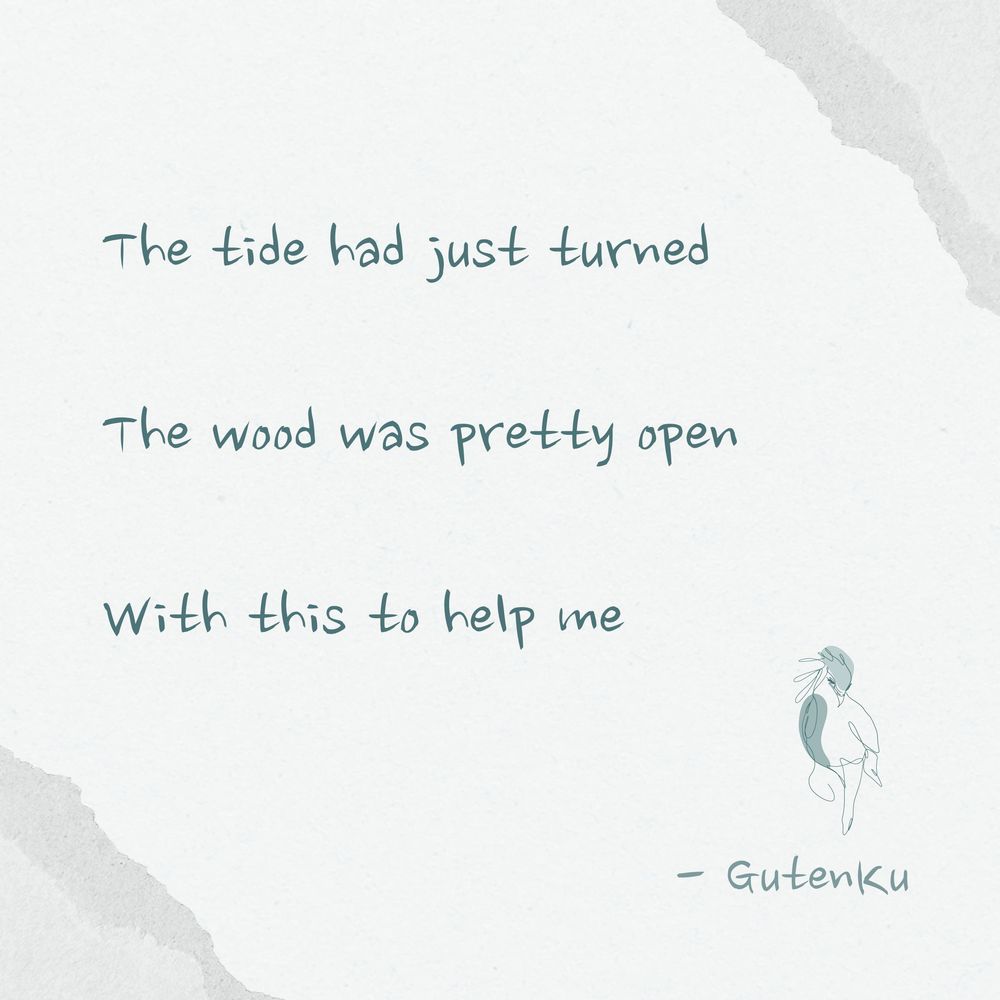 The tide had just turned
The wood was pretty open
With this to help me
- GutenKu